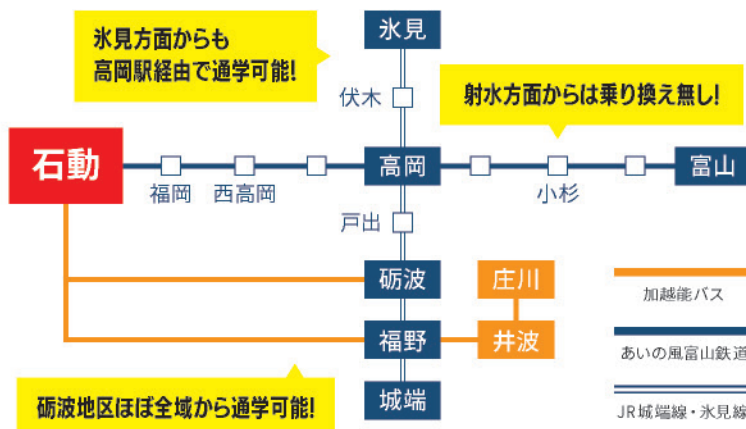 氷見方面からも
高岡駅経由で通学可能!
氷見
伏木
射水方面からは乗り換え無し!
石動
高岡
富山
福岡
西高岡
小杉
戸出
砺波
庄川
加越能バス
福野
井波
あいの風富山鉄道
砺波地区ほぼ全域から通学可能!
城端
JR城端線・氷見線